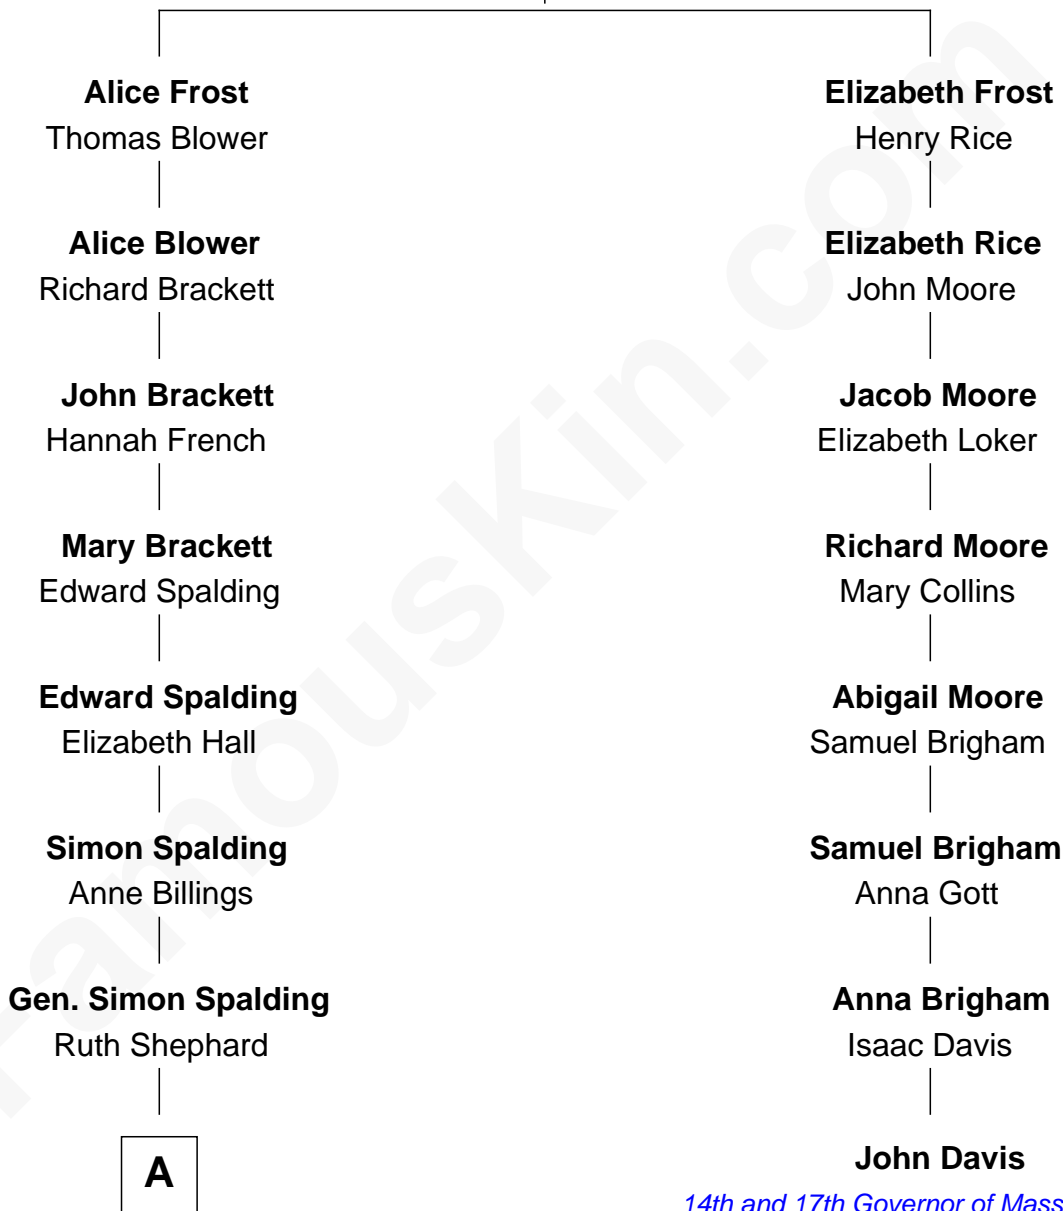 Alice Frost
Thomas Blower
Alice Blower
Richard Brackett
John Brackett
Hannah French
Mary Brackett
Edward Spalding
Edward Spalding
Elizabeth Hall
Simon Spalding
Anne Billings
Gen. Simon Spalding
Ruth Shephard
A
Elizabeth Frost
Henry Rice
Elizabeth Rice
John Moore
Jacob Moore
Elizabeth Loker
Richard Moore
Mary Collins
Abigail Moore
Samuel Brigham
Samuel Brigham
Anna Gott
Anna Brigham
Isaac Davis
John Davis
14th and 17th Governor of Mass
FamousKin.com